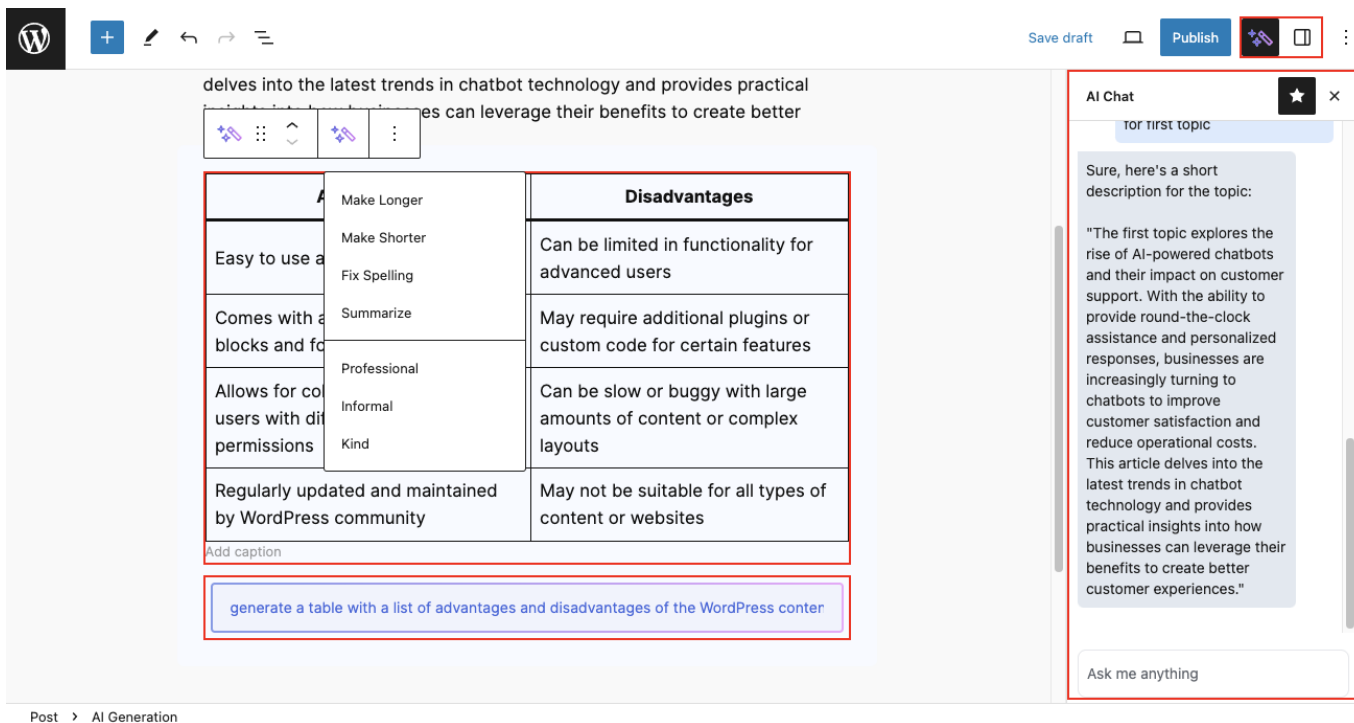 Save draft
Publish
delves into the latest trends in chatbot technology and provides practical
es can leverage their benefits to create better
Make Longer
Make Shorter
Fix Spelling
Summarize
Professional
Informal
Kind
Disadvantages
Easy to use
Can be limited in functionality for
advanced users
Comes with
blocks and
May require additional plugins or
custom code for certain features
Allows for
users with
permissions
Can be slow or buggy with large
amounts of content or complex
layouts
Regularly updated and maintained
by WordPress community
May not be suitable for all types of
content or websites
Add caption
generate a table with a list of advantages and disadvantages of the WordPress
AI Chat
for first topic
Sure, here's a short
description for the topic:
"The first topic explores the
rise of AI-powered chatbots
and their impact on customer
support. With the ability to
provide round-the-clock
assistance and personalized
responses, businesses are
increasingly turning to
chatbots to improve
customer satisfaction and
reduce operational costs.
This article delves into the
latest trends in chatbot
technology and provides
practical insights into how
businesses can leverage their
benefits to create better
customer experiences."
Ask me anything
Post > AI Generation